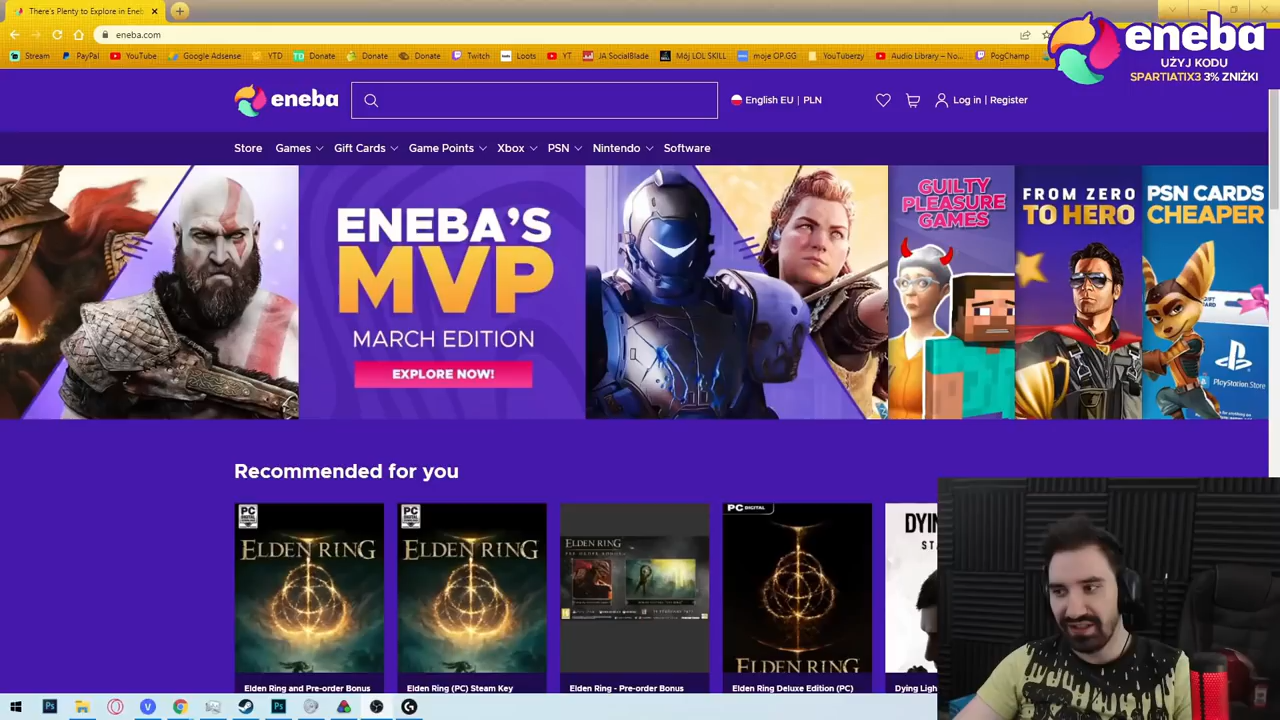 There's Plenty to Explore in Eneb
eneba.com
Stream PayPal YouTube Google Adsense YTD Donate Donate Donate Twitch Loots YT JA SocialBlade Mój LOL SKILL moje OP.GG YouTuberzy Audio Library – No... PogChamp
eneba
UŻYJ KODU
SPARTIATIX3 3% ZNIŻKI
eneba
English EU | PLN
Log in | Register
Store Games Gift Cards Game Points Xbox PSN Nintendo Software
ENEBA'S
MVP
MARCH EDITION
EXPLORE NOW!
GUILTY
PLEASURE
GAMES
FROM ZERO
TO HERO
PSN CARDS
CHEAPER
PlayStation Store
Recommended for you
PC
ELDEN RING
PC
ELDEN RING
ELDEN RING
PC DIGITAL
ELDEN RING
Elden Ring and Pre-order Bonus
Elden Ring (PC) Steam Key
Elden Ring - Pre-order Bonus
Elden Ring Deluxe Edition (PC)
Dying Ligh